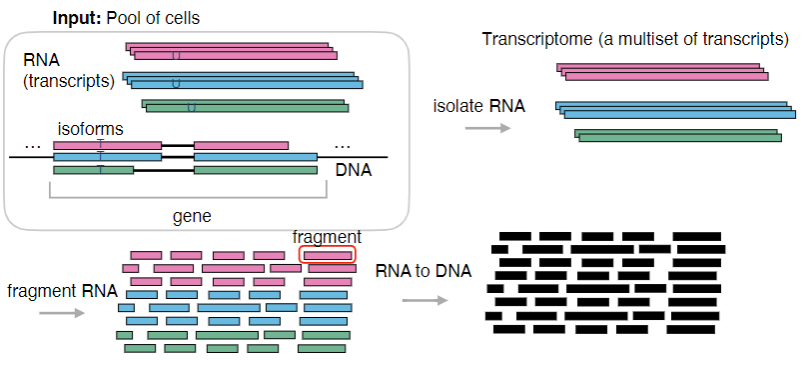 Input: Pool of cells
RNA
(transcripts)
U
U
U
isoforms
...
...
T
T
T
DNA
gene
Transcriptome (a multiset of transcripts)
isolate RNA
fragment RNA
fragment
RNA to DNA